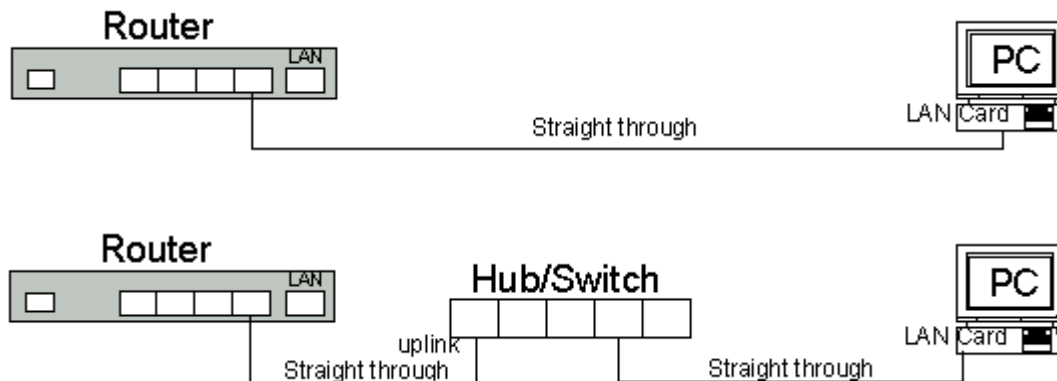 Router
LAN
PC
LAN Card
Straight through
Router
LAN
Hub/Switch
PC
uplink
LAN Card
Straight through
Straight through